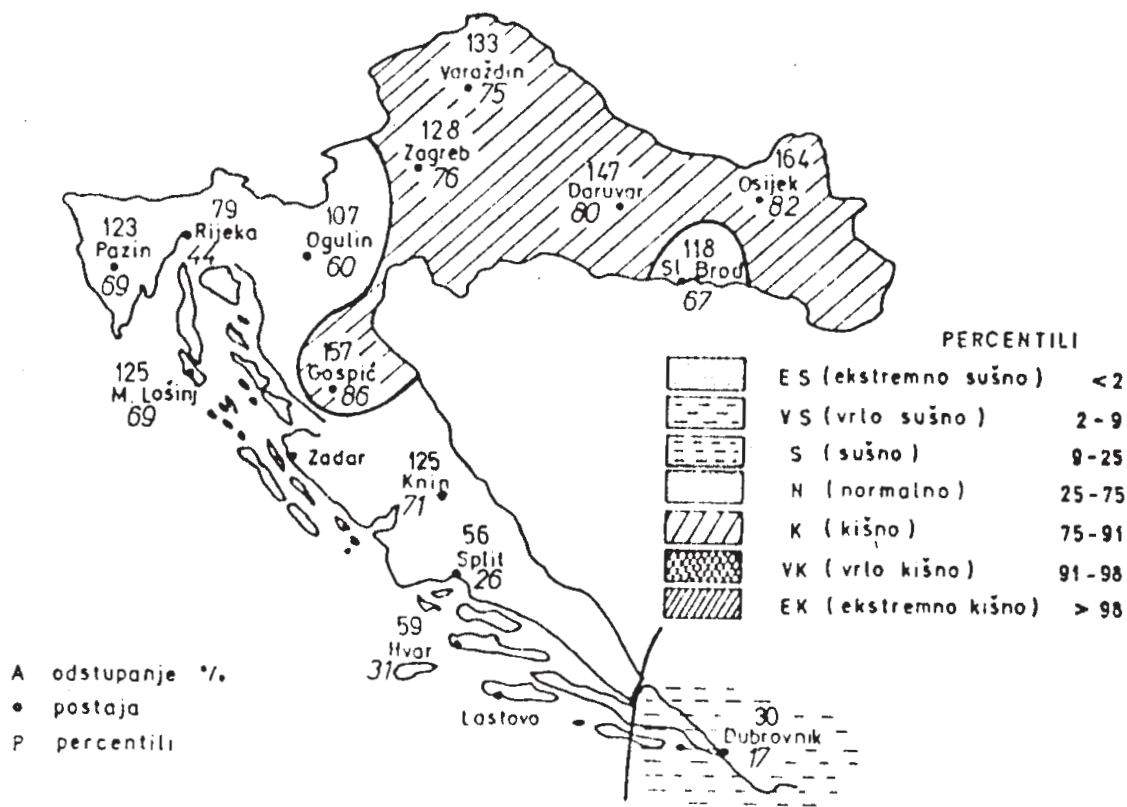 133
Varaždin
75
128
Zagreb
76
147
Daruvar
80
164
Osijek
82
123
Pazin
69
79
Rijeka
44
107
Ogulin
60
118
Sl. Brod
67
157
Gospić
86
125
M. Lošinj
69
Zadar
125
Knin
71
56
Split
26
59
Hvar
31
Lastovo
30
Dubrovnik
17
PERCENTILI
ES (ekstremno sušno) <2
VS (vrlo sušno) 2-9
S (sušno) 9-25
N (normalno) 25-75
K (kišno) 75-91
VK (vrlo kišno) 91-98
EK (ekstremno kišno) > 98
A odstupanje %
postaja
P percentili